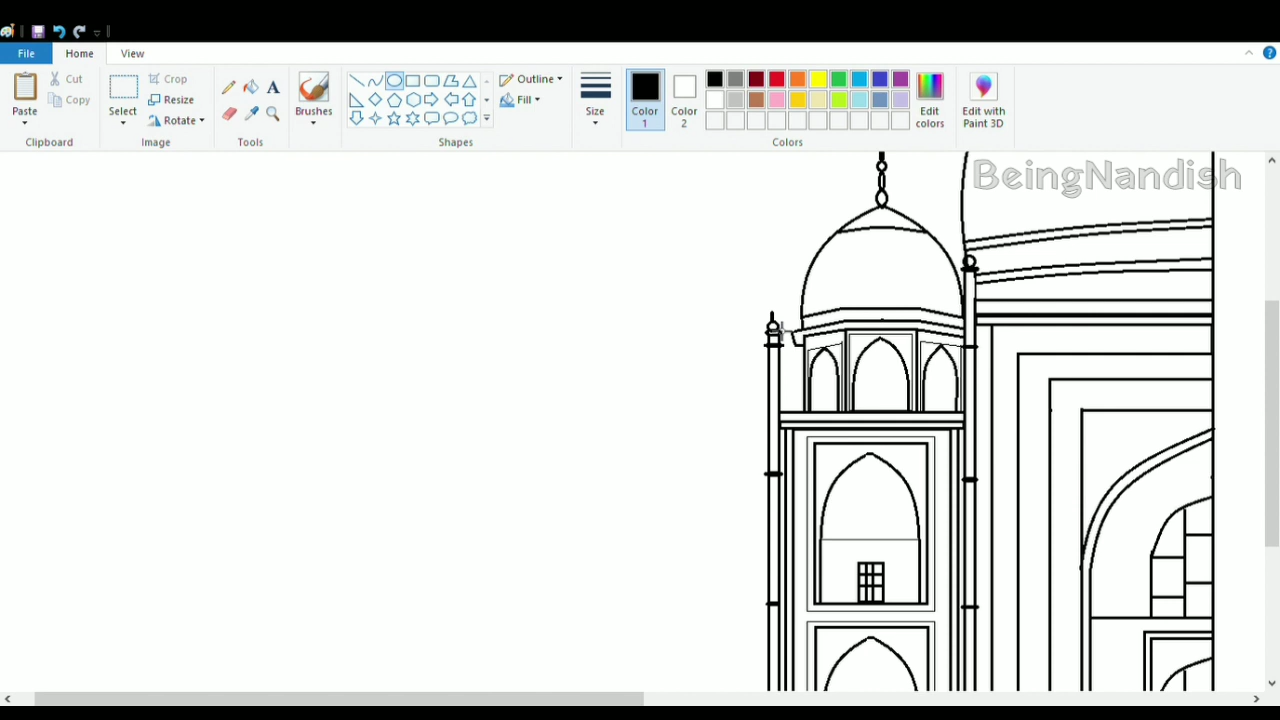 File Home View
Paste
Cut
Copy
Clipboard
Select
Crop
Resize
Rotate
Image
A
Tools
Brushes
Outline
Fill
Shapes
Size
Color
1
Color
2
Edit
colors
Colors
Edit with
Paint 3D
BeingNandish